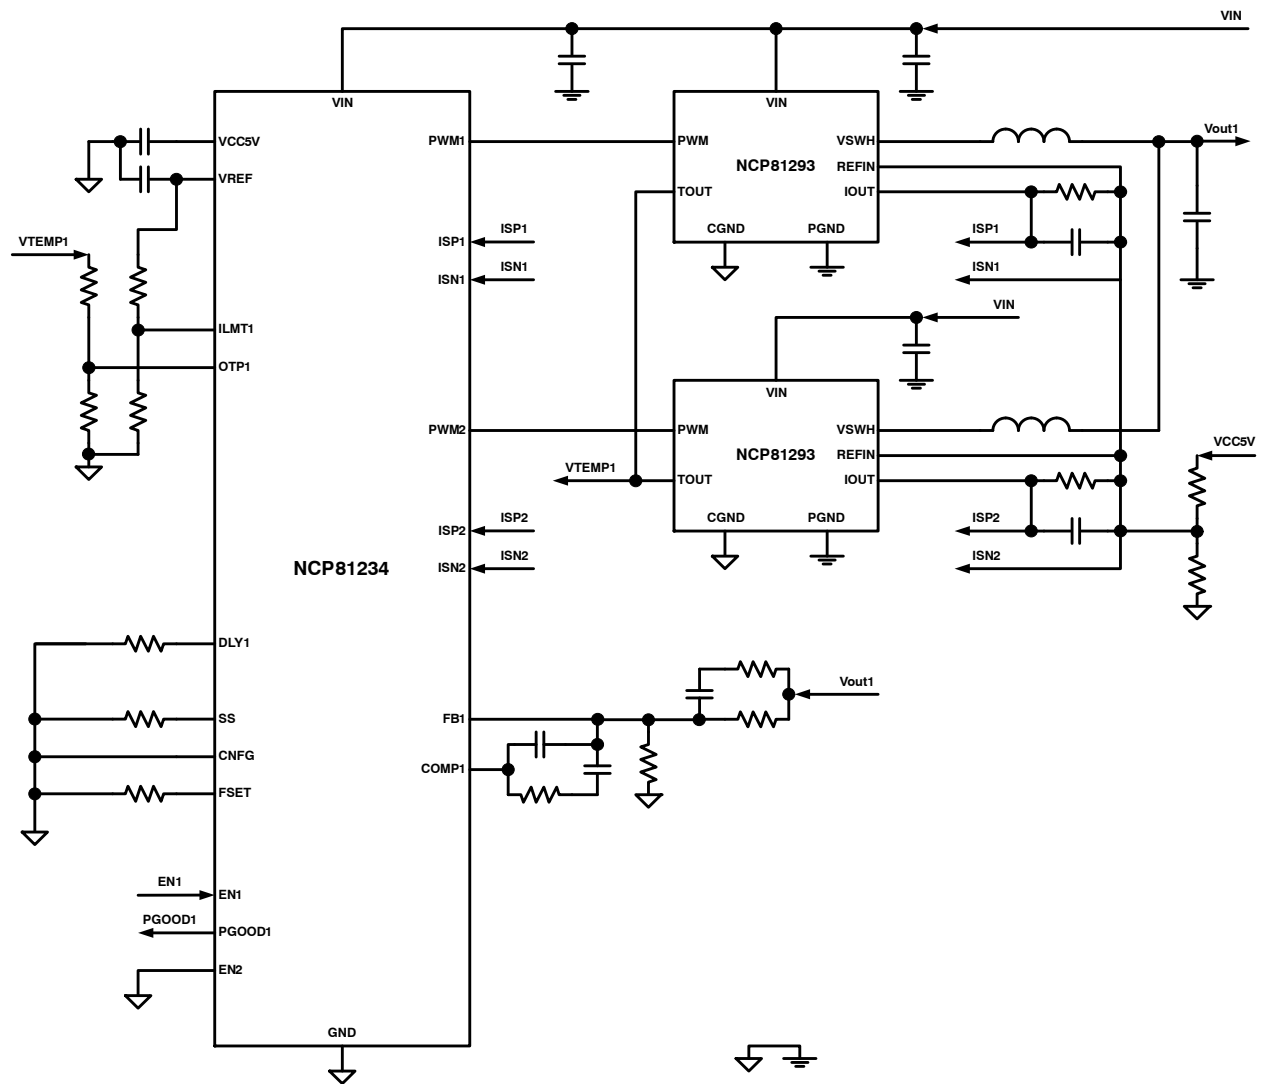 VIN
VIN
VCC5V
PWM1
PWM
VIN
VSWH
Vout1
NCP81293
REFIN
VREF
TOUT
IOUT
CGND
PGND
ISP1
ISP1
ISP1
VTEMP1
ISN1
ISN1
ISN1
VIN
ILMT1
OTP1
VIN
PWM2
PWM
VSWH
VCC5V
NCP81293
REFIN
VTEMP1
TOUT
IOUT
CGND
PGND
ISP2
ISP2
ISP2
ISN2
ISN2
ISN2
NCP81234
DLY1
Vout1
SS
FB1
CNFG
COMP1
FSET
EN1
EN1
PGOOD1
PGOOD1
EN2
GND